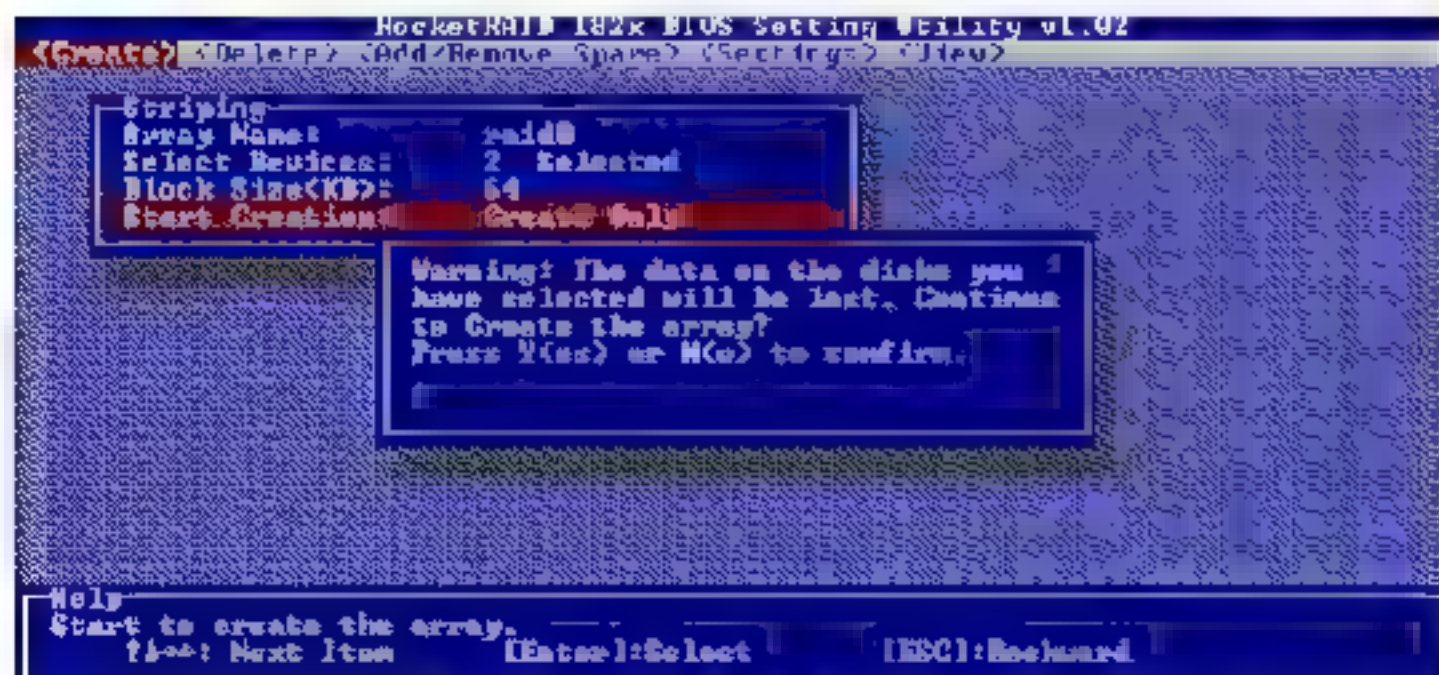 RocketRAID 182x BIOS Setting Utility v1.02
<Create> <Delete> <Add/Remove Spare> <Settings> <View>
Striping
Array Name: raid0
Select Devices: 2 Selected
Block Size<KB>: 64
Start Creation: Create Only
Warning: The data on the disks you
have selected will be lost. Continue
to Create the array?
Press Y(es) or N(o) to confirm.
Help
Start to create the array.
: Next Item [Enter]:Select [ESC]:Backward